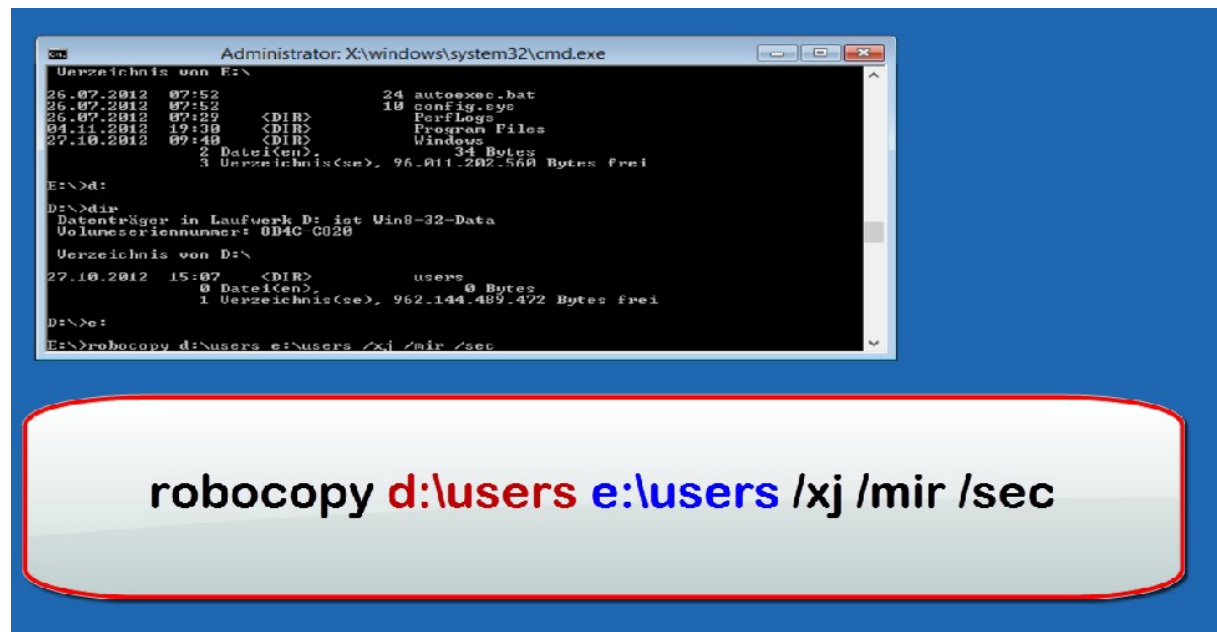 Administrator: X:\windows\system32\cmd.exe
Verzeichnis von E:\
26.07.2012 07:52 24 autoexec.bat
26.07.2012 07:52 10 config.sys
26.07.2012 07:29 <DIR> PerfLogs
04.11.2012 19:30 <DIR> Program Files
27.10.2012 09:40 <DIR> Windows
2 Datei(en), 34 Bytes
3 Verzeichnis(se), 96.011.202.560 Bytes frei
E:\>d:
D:\>dir
Datenträger in Laufwerk D: ist Win8-32-Data
Volumeseriennummer: 0D4C-C020
Verzeichnis von D:\
27.10.2012 15:07 <DIR> users
0 Datei(en), 0 Bytes
1 Verzeichnis(se), 962.144.489.472 Bytes frei
D:\>e:
E:\>robocopy d:\users e:\users /xj /mir /sec
robocopy d:\users e:\users /xj /mir /sec